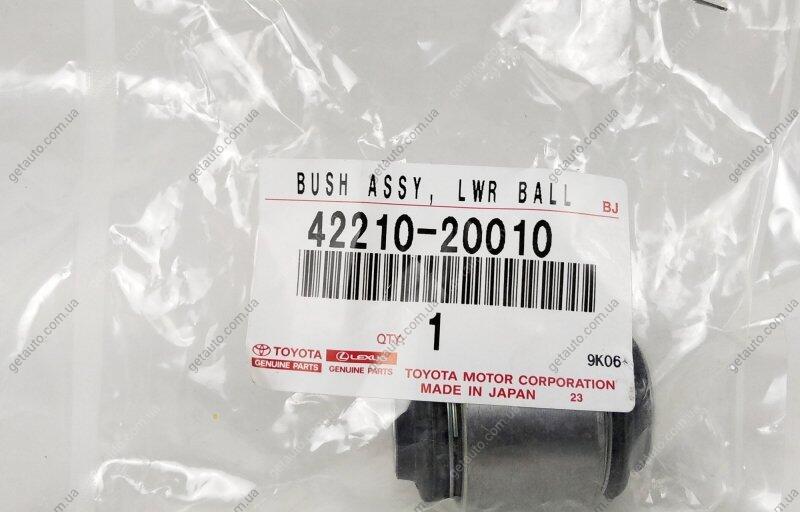 BUSH ASSY, LWR BALL
BJ
42210-20010
QTY: 1
9K06
TOYOTA
GENUINE PARTS
LEXUS
GENUINE PARTS
TOYOTA MOTOR CORPORATION
MADE IN JAPAN 23
getauto.com.ua